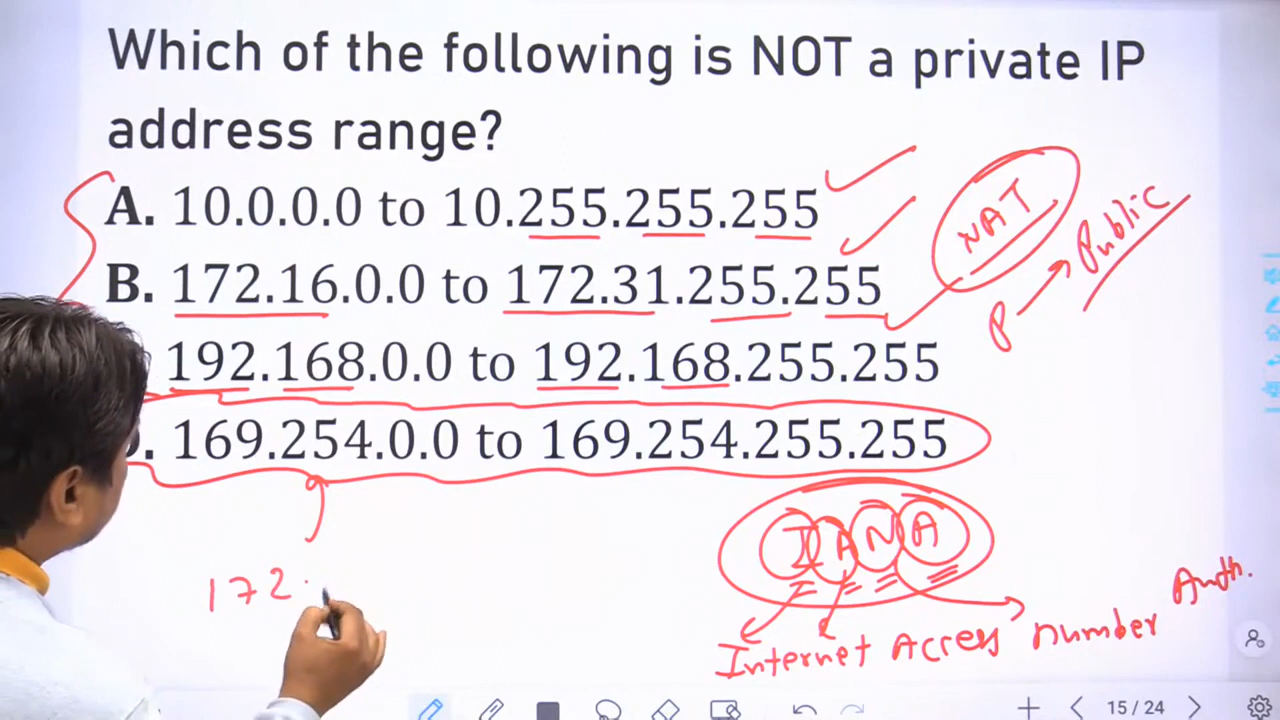 Which of the following is NOT a private IP
address range?
A. 10.0.0.0 to 10.255.255.255
B. 172.16.0.0 to 172.31.255.255
192.168.0.0 to 192.168.255.255
. 169.254.0.0 to 169.254.255.255
NAT
P → Public
IANA
Internet Access Number Auth.
172.
15 / 24